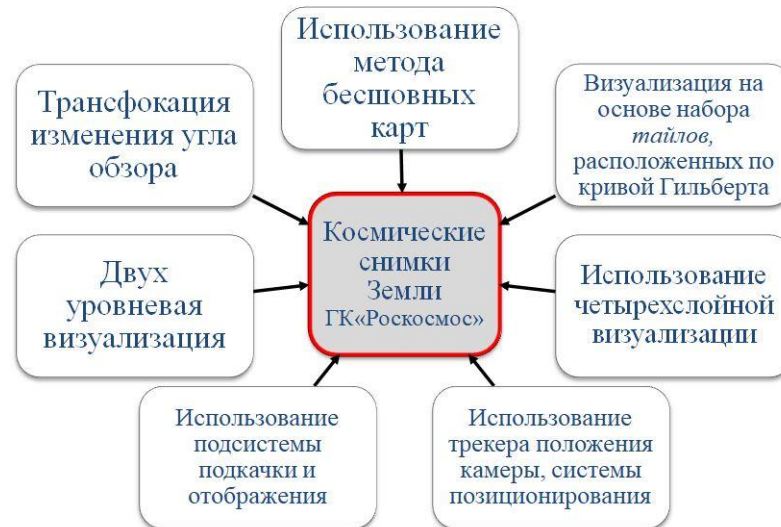 Использование
метода
бесшовных
карт
Трансфокация
изменения угла
обзора
Визуализация на
основе набора
тайлов,
расположенных по
кривой Гильберта
Космические
снимки
Земли
ГК«Роскосмос»
Двух
уровневая
визуализация
Использование
четырехслойной
визуализации
Использование
подсистемы
подкачки и
отображения
Использование
трекера положения
камеры, системы
позиционирования